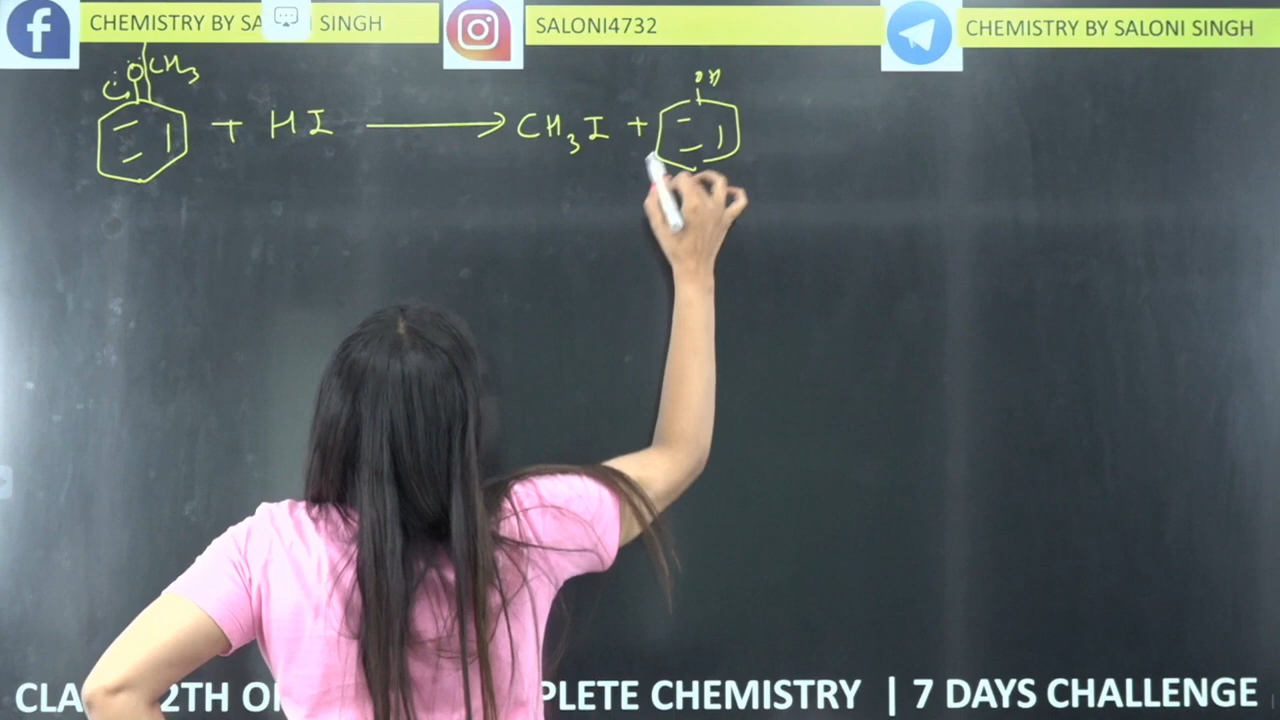 CHEMISTRY BY SA SINGH
SALONI4732
CHEMISTRY BY SALONI SINGH
OCH3
+ HI → CH3I +
OH
CLA 2TH O PLETE CHEMISTRY | 7 DAYS CHALLENGE